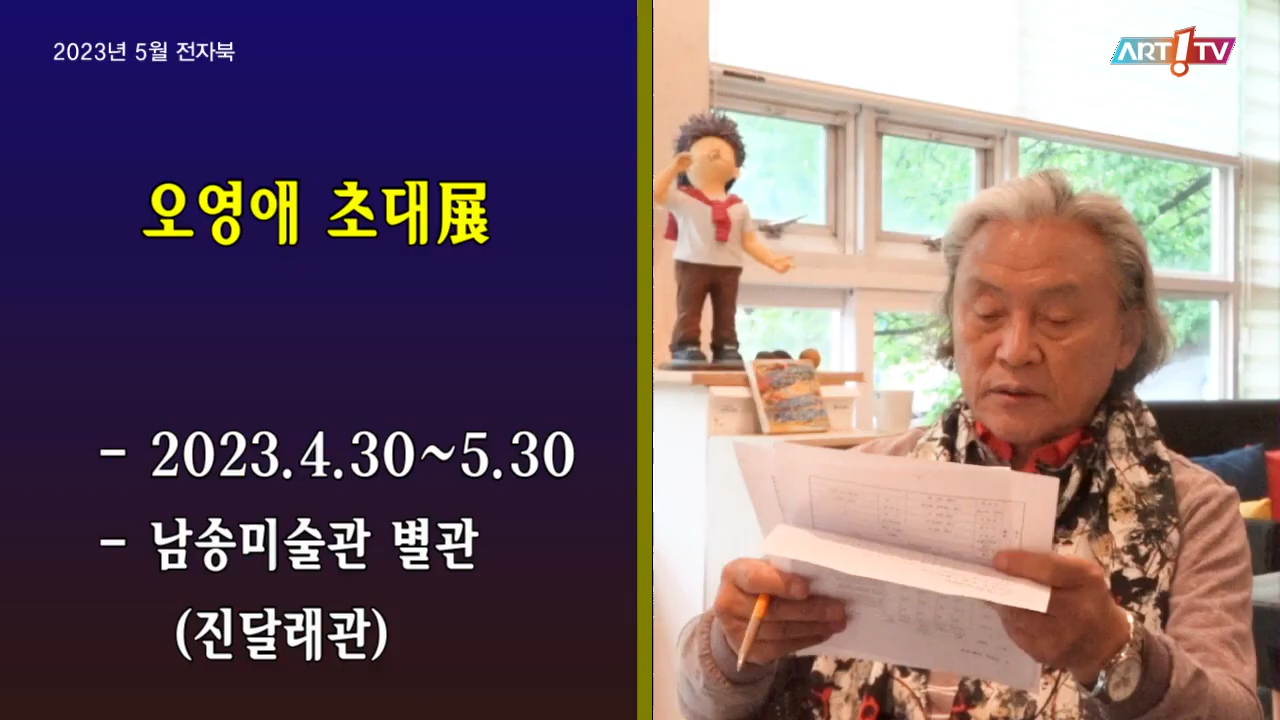 2023년 5월 전자북
ART!TV
오영애 초대展
- 2023.4.30~5.30
- 남송미술관 별관
(진달래관)